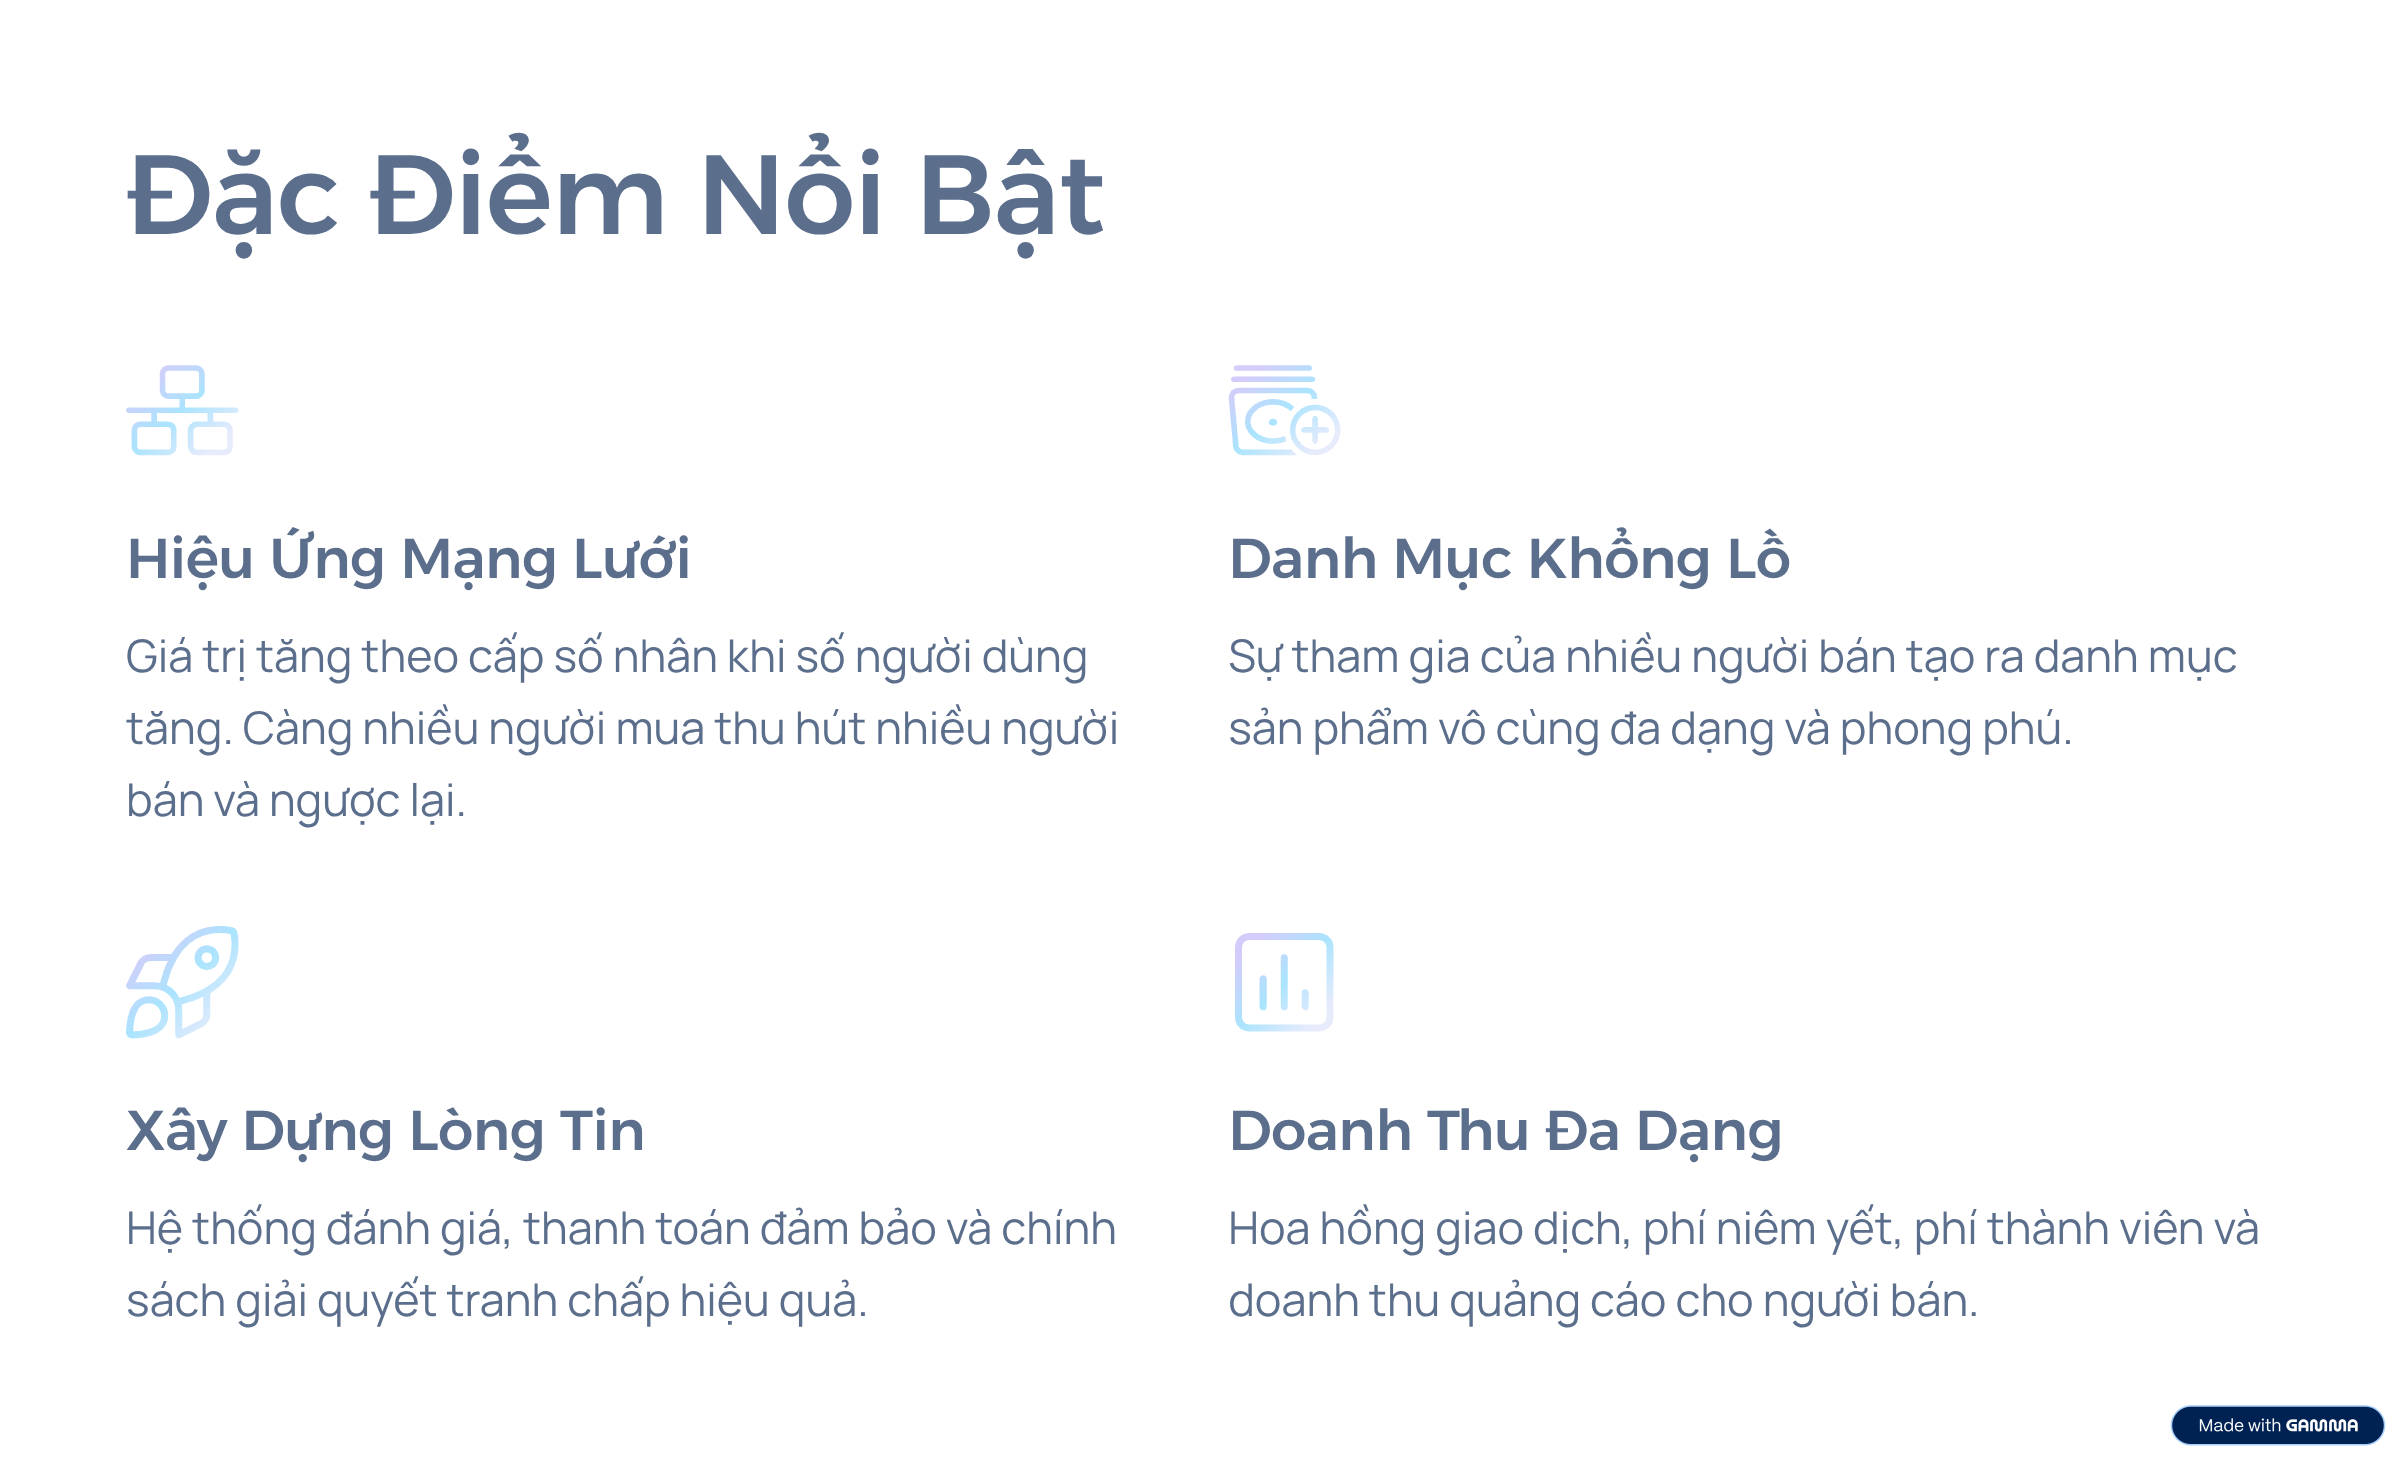 Đặc Điểm Nổi Bật
Hiệu Ứng Mạng Lưới
Giá trị tăng theo cấp số nhân khi số người dùng
tăng. Càng nhiều người mua thu hút nhiều người
bán và ngược lại.
Danh Mục Khổng Lồ
Sự tham gia của nhiều người bán tạo ra danh mục
sản phẩm vô cùng đa dạng và phong phú.
Xây Dựng Lòng Tin
Hệ thống đánh giá, thanh toán đảm bảo và chính
sách giải quyết tranh chấp hiệu quả.
Doanh Thu Đa Dạng
Hoa hồng giao dịch, phí niêm yết, phí thành viên và
doanh thu quảng cáo cho người bán.
Made with GAMMA